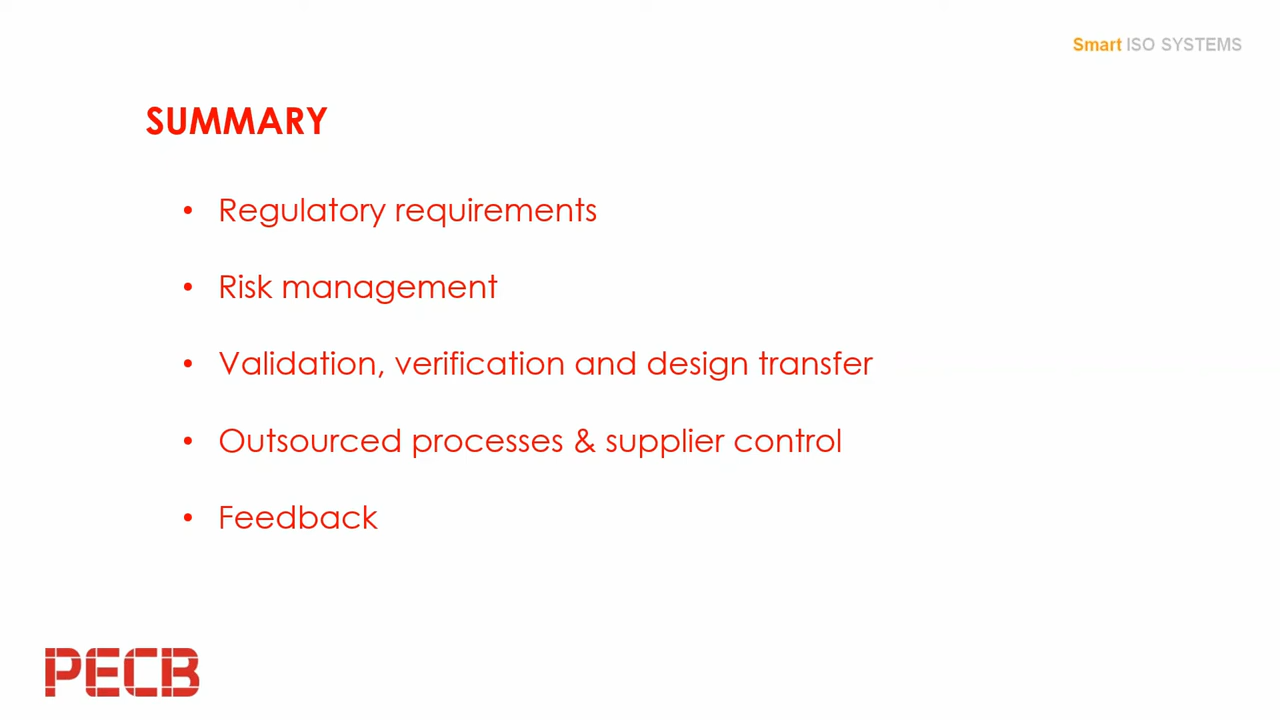 Smart ISO SYSTEMS
SUMMARY
• Regulatory requirements
• Risk management
• Validation, verification and design transfer
• Outsourced processes & supplier control
• Feedback
PECB